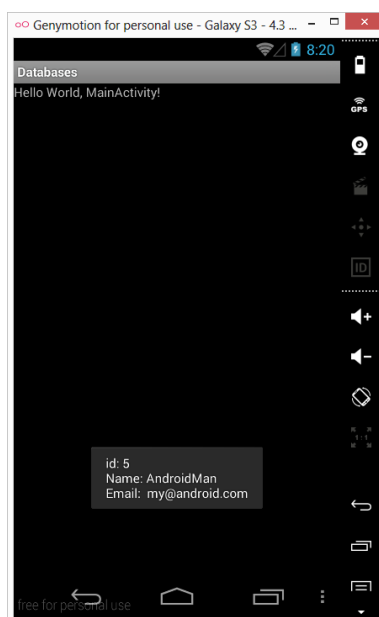 Genymotion for personal use - Galaxy S3 - 4.3 ...
8:20
Databases
Hello World, MainActivity!
GPS
ID
1:1
id: 5
Name: AndroidMan
Email: my@android.com
free for personal use